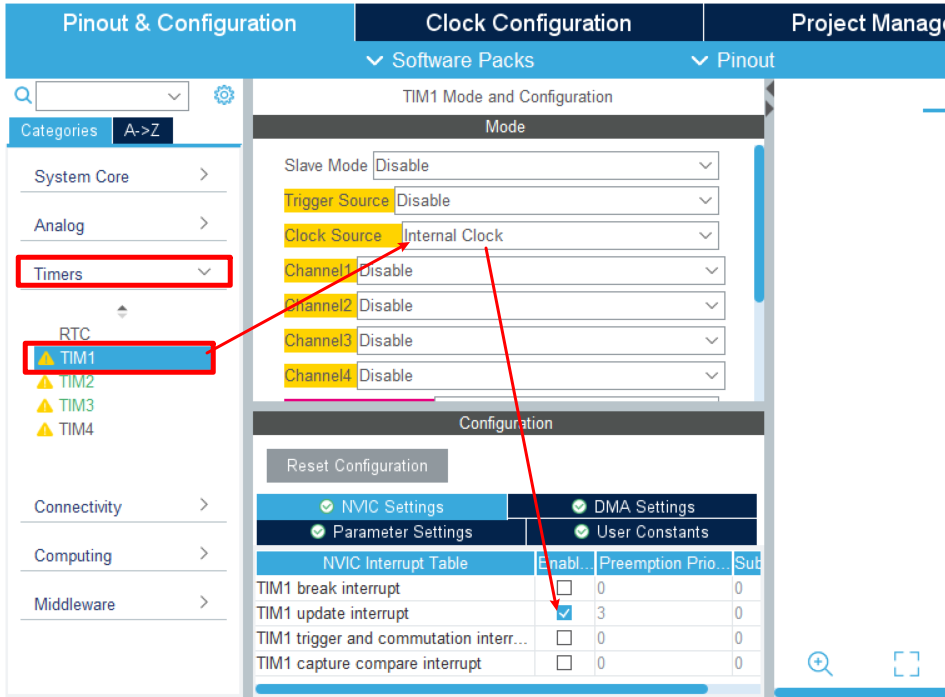 Pinout & Configuration Clock Configuration Project Manage
Software Packs Pinout
TIM1 Mode and Configuration
Categories A->Z
Mode
System Core
Analog
Timers
RTC
TIM1
TIM2
TIM3
TIM4
Connectivity
Computing
Middleware
Slave Mode Disable
Trigger Source Disable
Clock Source Internal Clock
Channel1 Disable
Channel2 Disable
Channel3 Disable
Channel4 Disable
Configuration
Reset Configuration
NVIC Settings DMA Settings
Parameter Settings User Constants
NVIC Interrupt Table Enabl... Preemption Prio... Sub
TIM1 break interrupt 0 0
TIM1 update interrupt 3 0
TIM1 trigger and commutation interr... 0 0
TIM1 capture compare interrupt 0 0